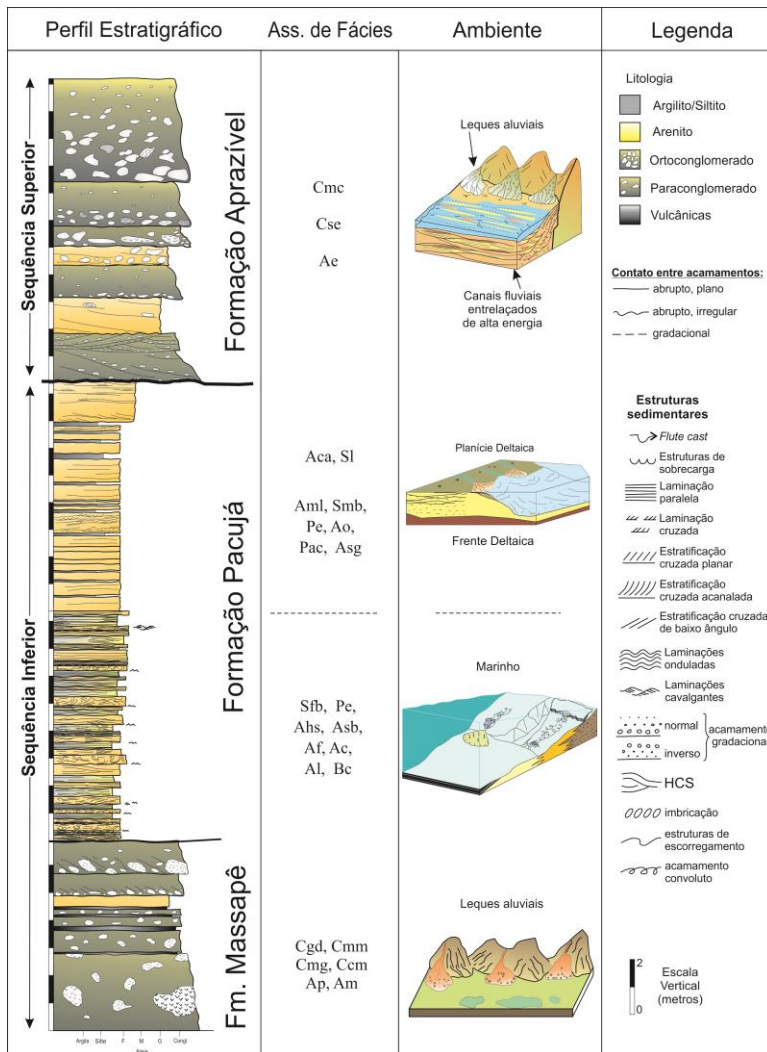 Perfil Estratigráfico
Ass. de Fácies
Ambiente
Legenda
Sequência Superior
Formação Aprazível
Cmc
Cse
Ae
Leques aluviais
Canais fluviais
entrelaçados
de alta energia
Litologia
Argilito/Siltito
Arenito
Ortoconglomerado
Paraconglomerado
Vulcânicas
Contato entre acamamentos:
abrupto, plano
abrupto, irregular
gradacional
Sequência Inferior
Formação Pacujá
Aca, Sl
Aml, Smb,
Pe, Ao,
Pac, Asg
Planície Deltaica
Frente Deltaica
Sfb, Pe,
Ahs, Asb,
Af, Ac,
Al, Bc
Marinho
Fm. Massapê
Cgd, Cmm
Cmg, Ccm
Ap, Am
Leques aluviais
Estruturas
sedimentares
Flute cast
Estruturas de
sobrecarga
Laminação
paralela
Laminação
cruzada
Estratificação
cruzada planar
Estratificação
cruzada acanalada
Estratificação cruzada
de baixo ângulo
Laminações
onduladas
Laminações
cavalgantes
normal
inverso
acamamento
gradacional
HCS
imbricação
estruturas de
escorregamento
acamamento
convoluto
2
0
Escala
Vertical
(metros)
Argila Silte F M G Congl.
Areia